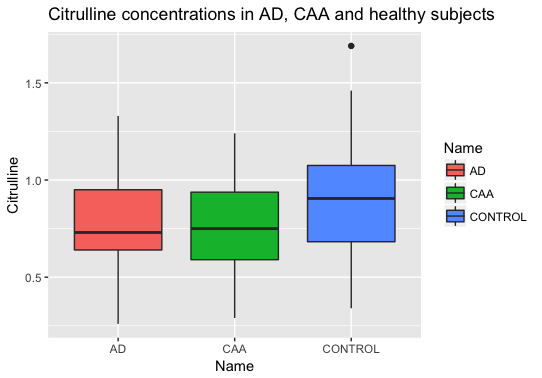 Citrulline concentrations in AD, CAA and healthy subjects
Citrulline
1.5
1.0
0.5
AD
CAA
CONTROL
Name
Name
AD
CAA
CONTROL